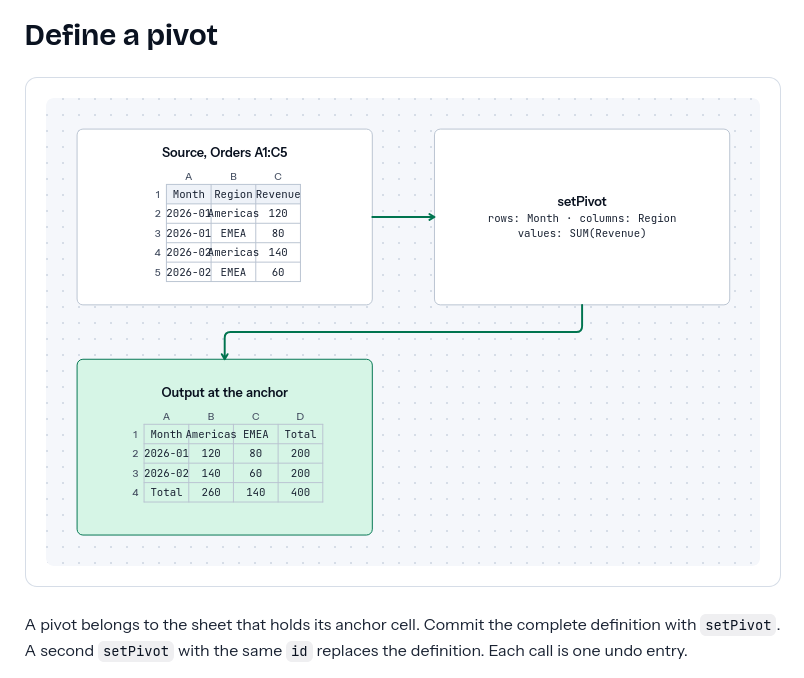 Define a pivot
Source, Orders A1:C5
A B C
1 Month Region Revenue
2 2026-01 Americas 120
3 2026-01 EMEA 80
4 2026-02 Americas 140
5 2026-02 EMEA 60
setPivot
rows: Month · columns: Region
values: SUM(Revenue)
Output at the anchor
A B C D
1 Month Americas EMEA Total
2 2026-01 120 80 200
3 2026-02 140 60 200
4 Total 260 140 400
A pivot belongs to the sheet that holds its anchor cell. Commit the complete definition with setPivot.
A second setPivot with the same id replaces the definition. Each call is one undo entry.